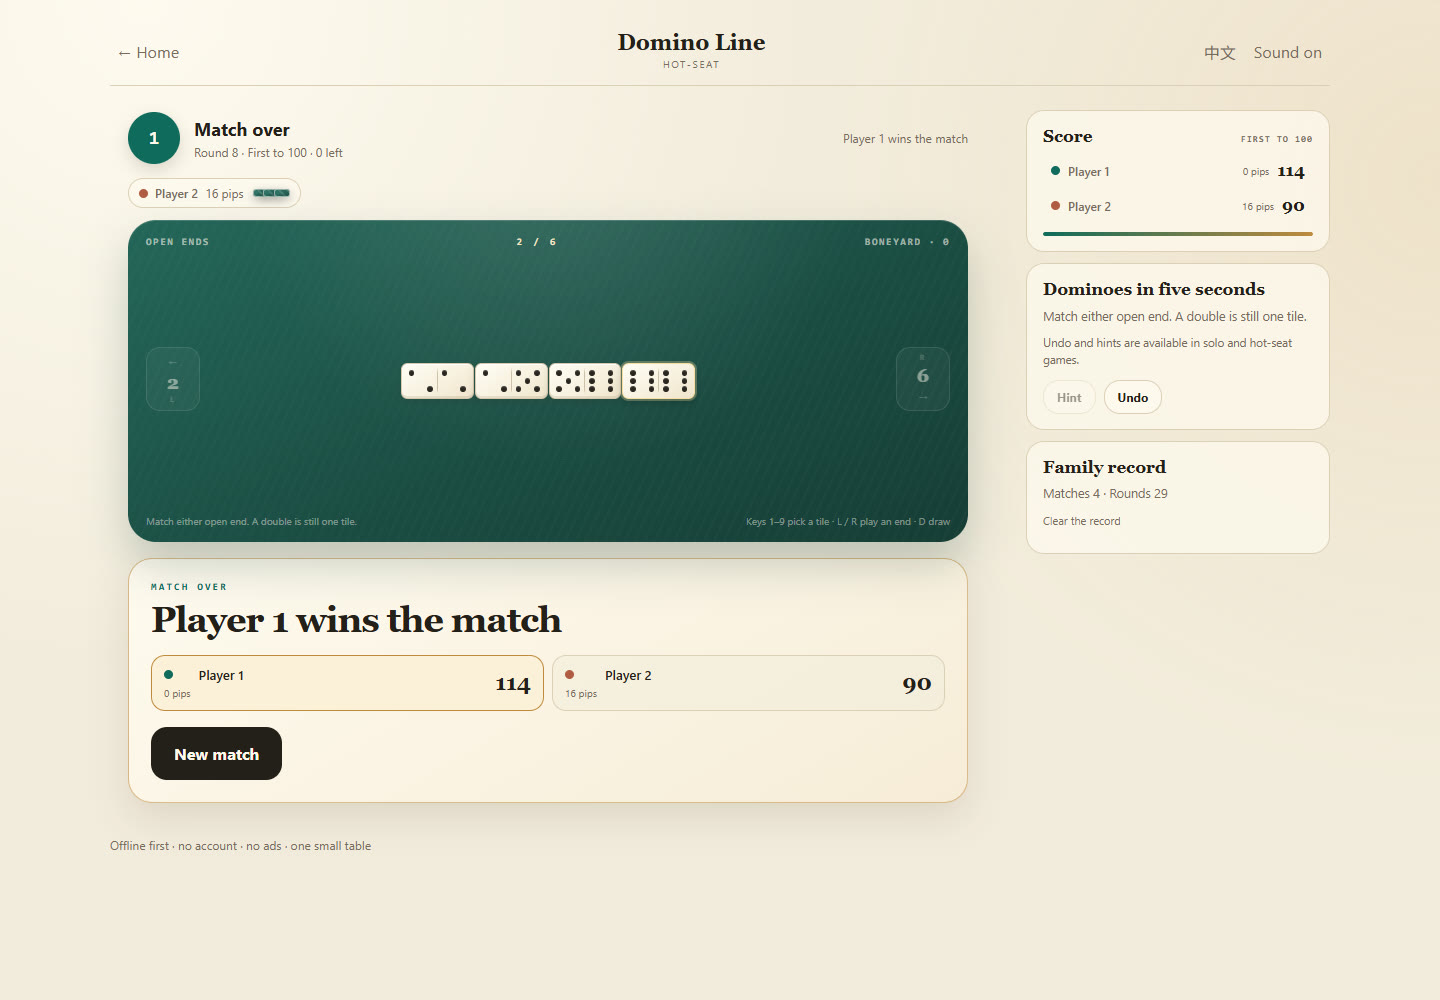 ← Home
Domino Line
HOT-SEAT
中文 Sound on
1
Match over
Round 8 · First to 100 · 0 left
Player 1 wins the match
Player 2 16 pips
OPEN ENDS
2 / 6
BONEYARD · 0
←
2
L
R
6
→
Match either open end. A double is still one tile.
Keys 1–9 pick a tile · L / R play an end · D draw
MATCH OVER
Player 1 wins the match
Player 1
0 pips
114
Player 2
16 pips
90
New match
Score
FIRST TO 100
Player 1 0 pips 114
Player 2 16 pips 90
Dominoes in five seconds
Match either open end. A double is still one tile.
Undo and hints are available in solo and hot-seat
games.
Hint Undo
Family record
Matches 4 · Rounds 29
Clear the record
Offline first · no account · no ads · one small table